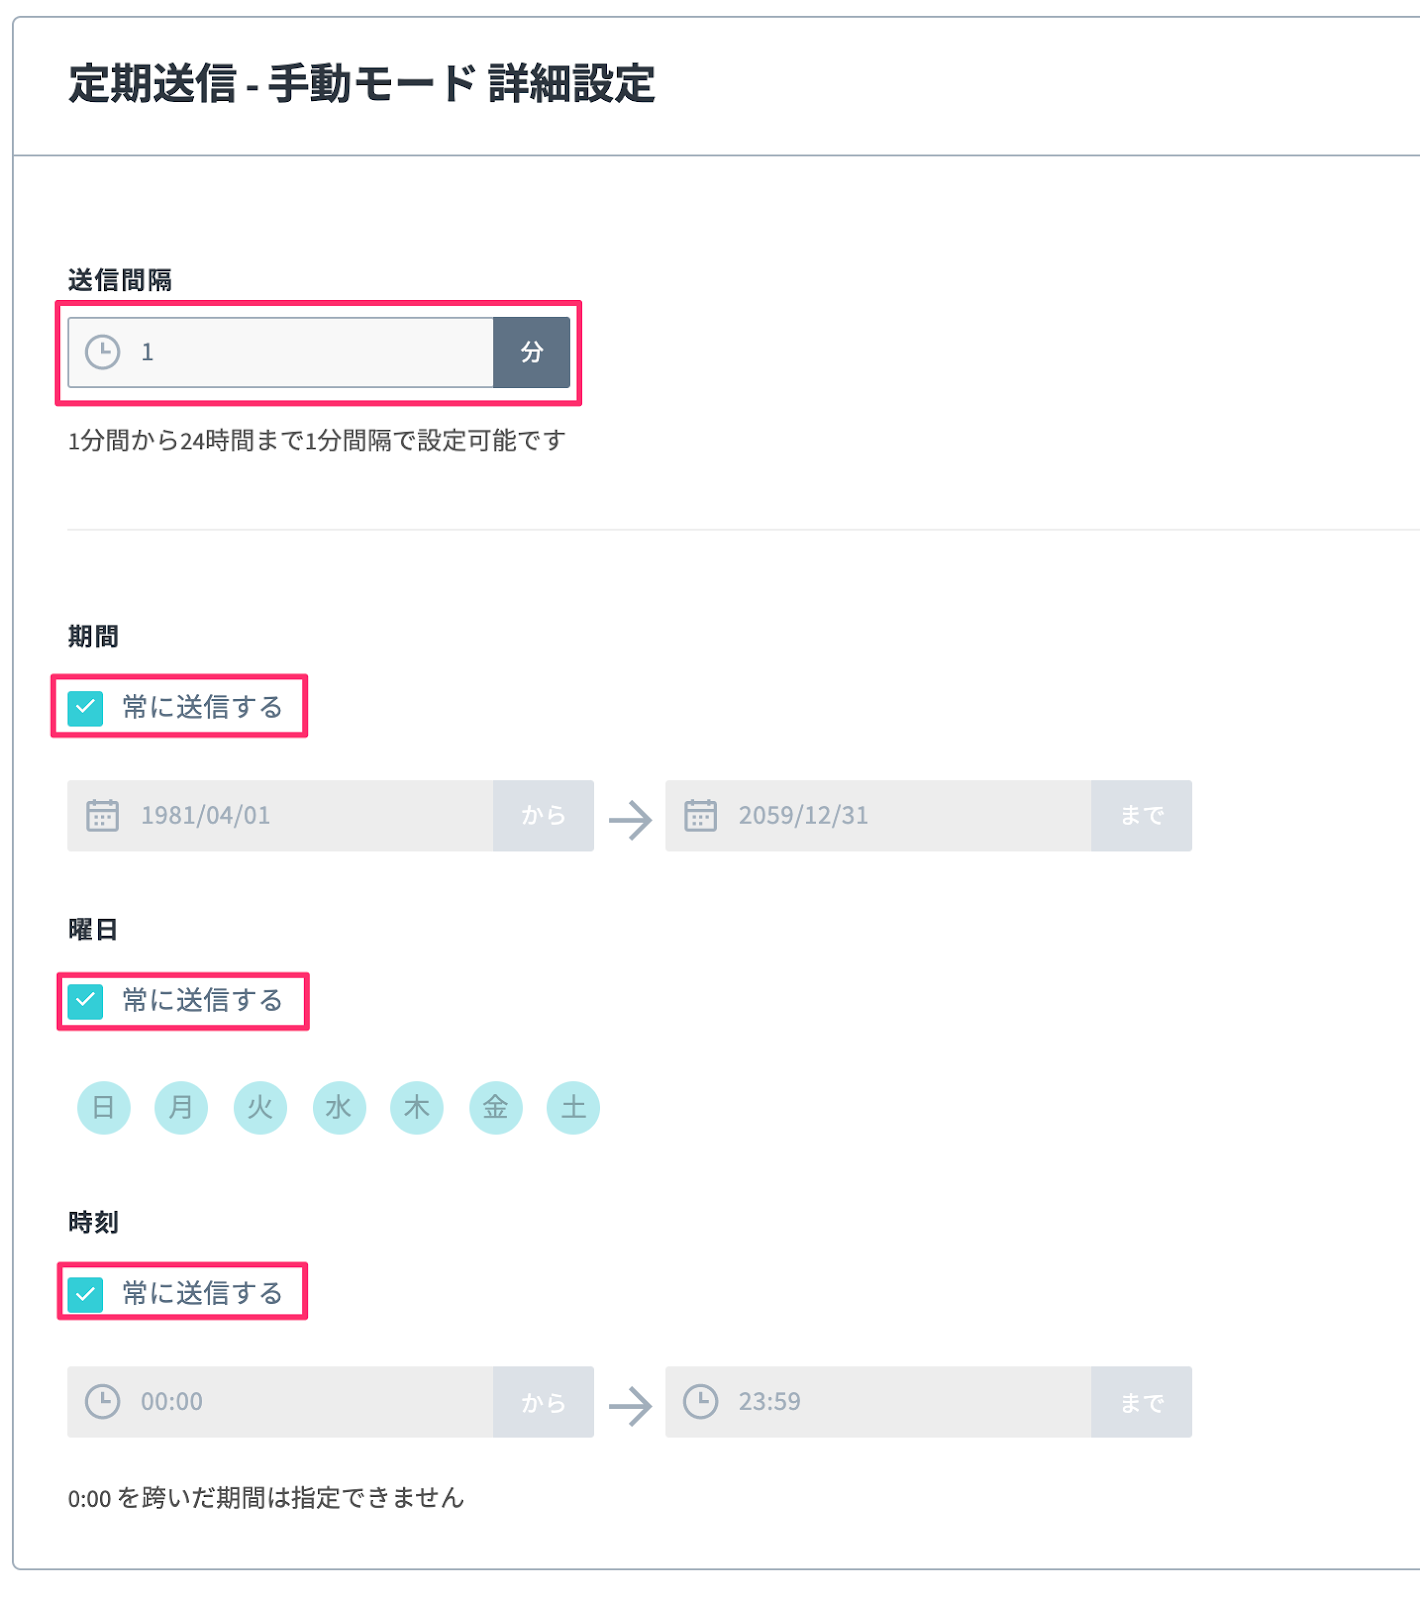 定期送信 - 手動モード 詳細設定
送信間隔
1 分
1分間から24時間まで1分間隔で設定可能です
期間
常に送信する
1981/04/01 から → 2059/12/31 まで
曜日
常に送信する
日 月 火 水 木 金 土
時刻
常に送信する
00:00 から → 23:59 まで
0:00 を跨いだ期間は指定できません